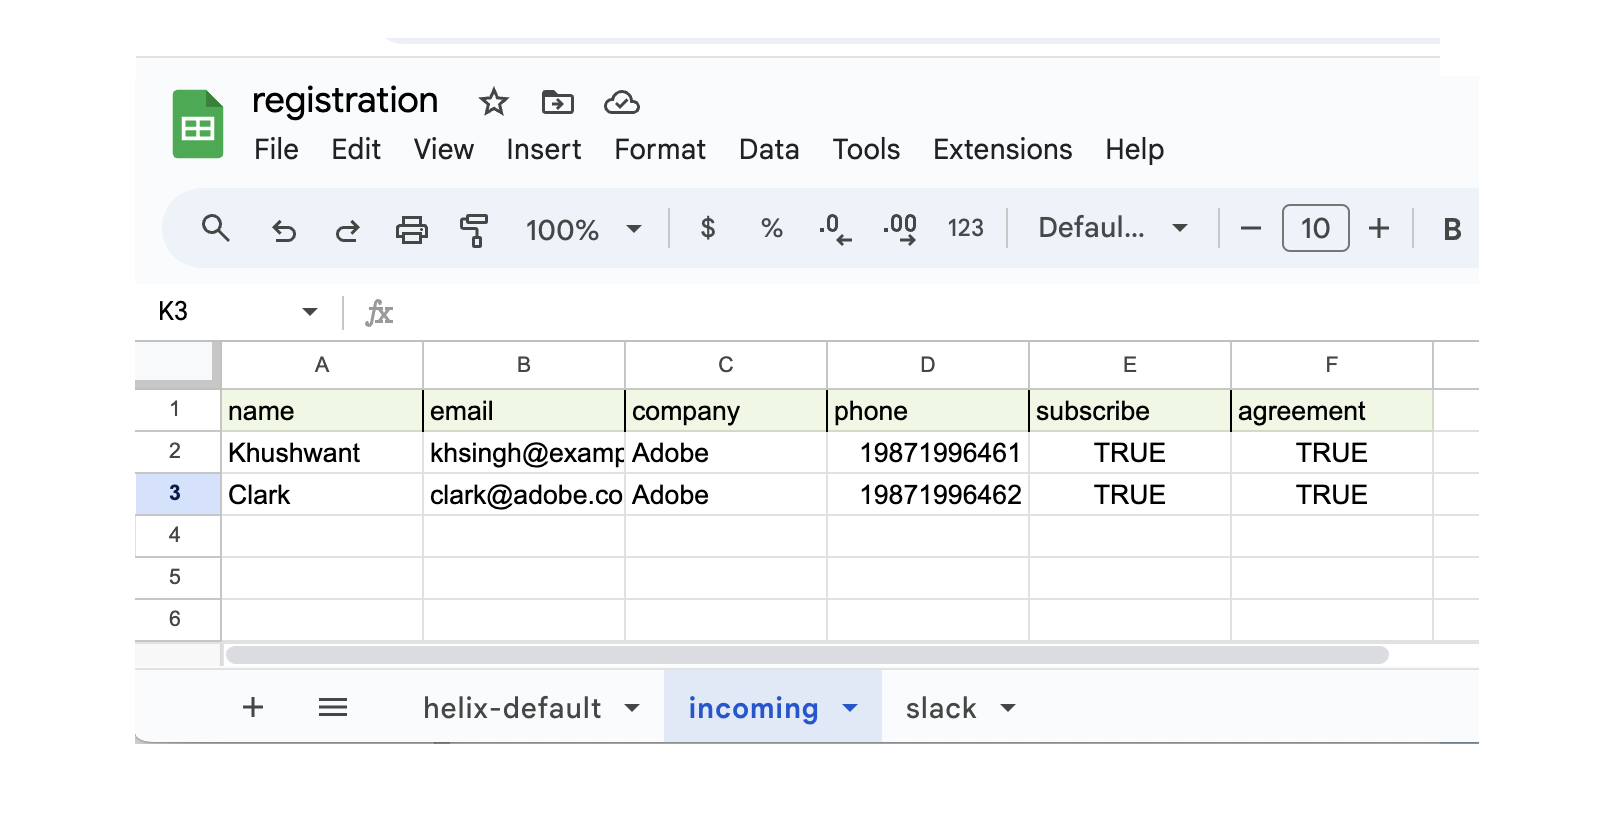 registration
File Edit View Insert Format Data Tools Extensions Help
100% $ % .0 .00 123 Defaul... 10 B
K3 fx
A B C D E F
1 name email company phone subscribe agreement
2 Khushwant khsingh@examp Adobe 19871996461 TRUE TRUE
3 Clark clark@adobe.co Adobe 19871996462 TRUE TRUE
4
5
6
helix-default incoming slack